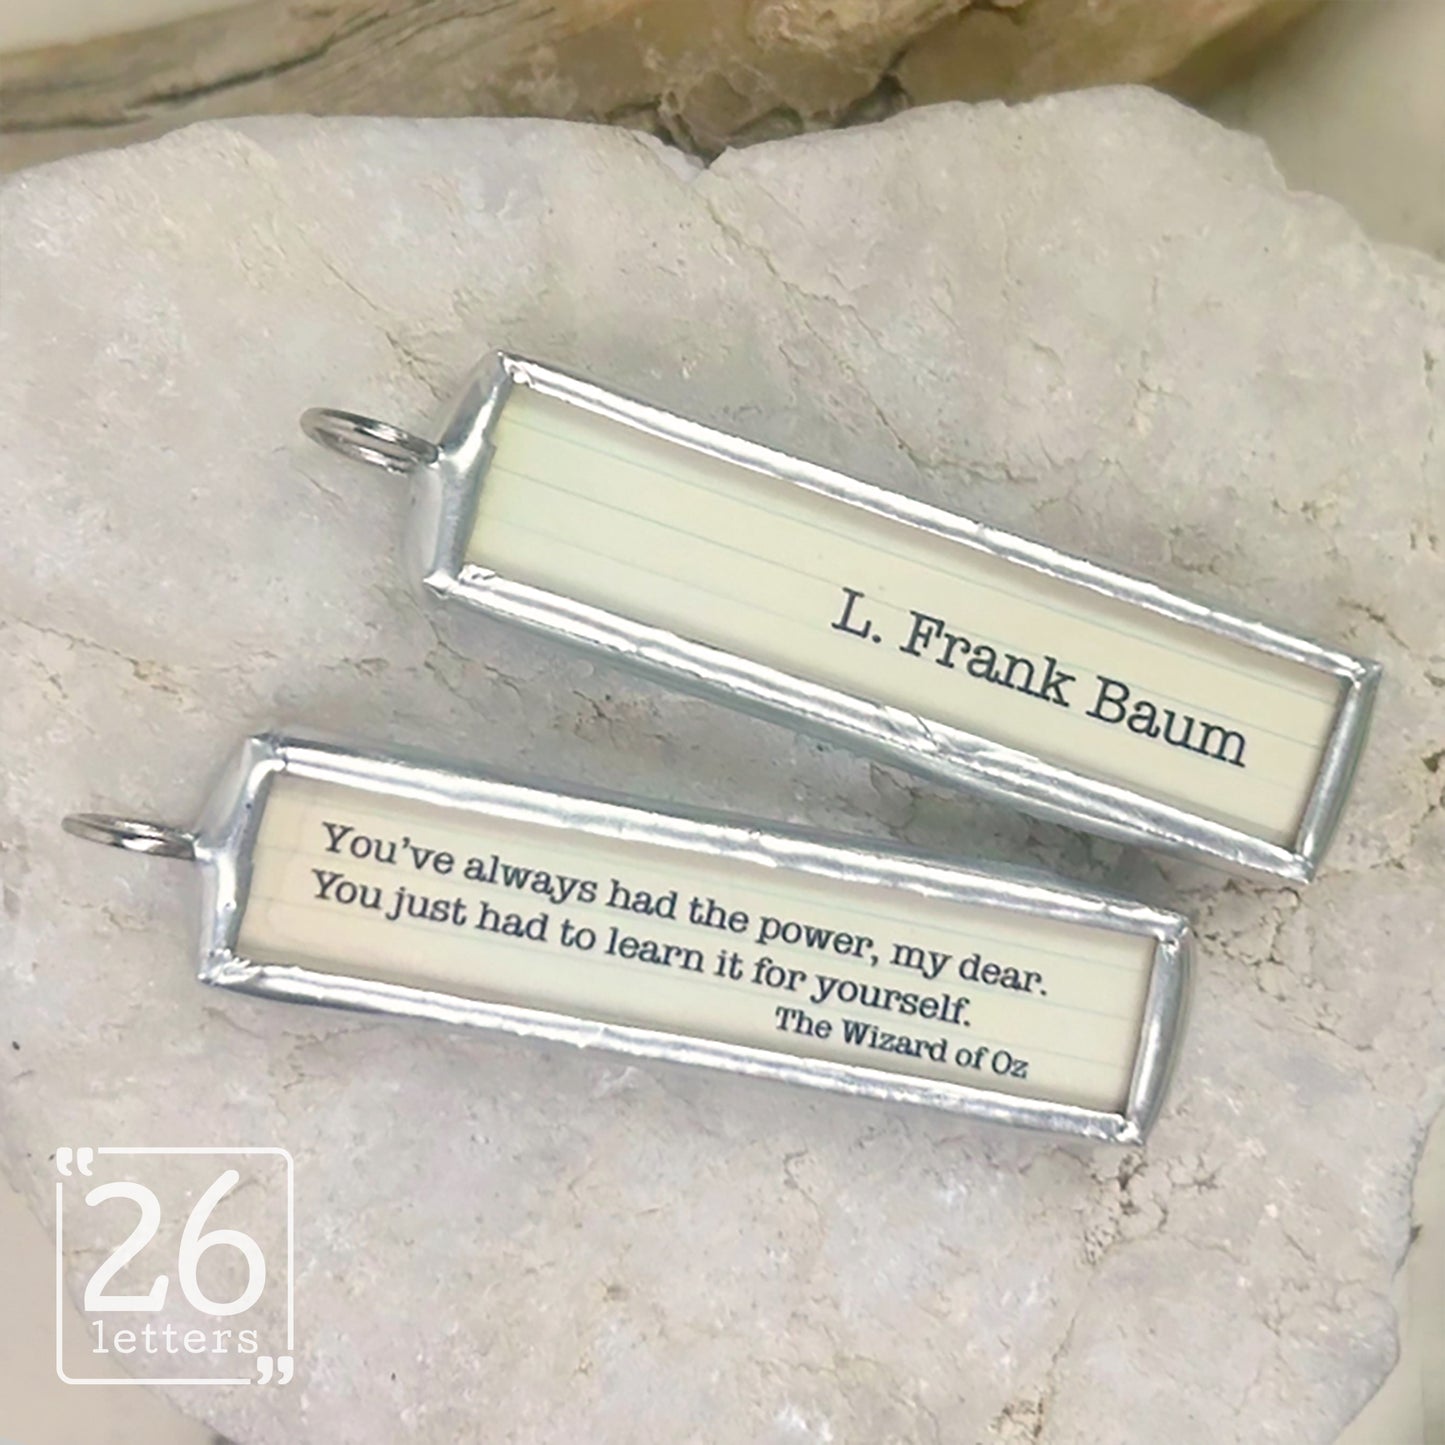 L. Frank Baum
You've always had the power, my dear.
You just had to learn it for yourself.
The Wizard of Oz
"26
letters"